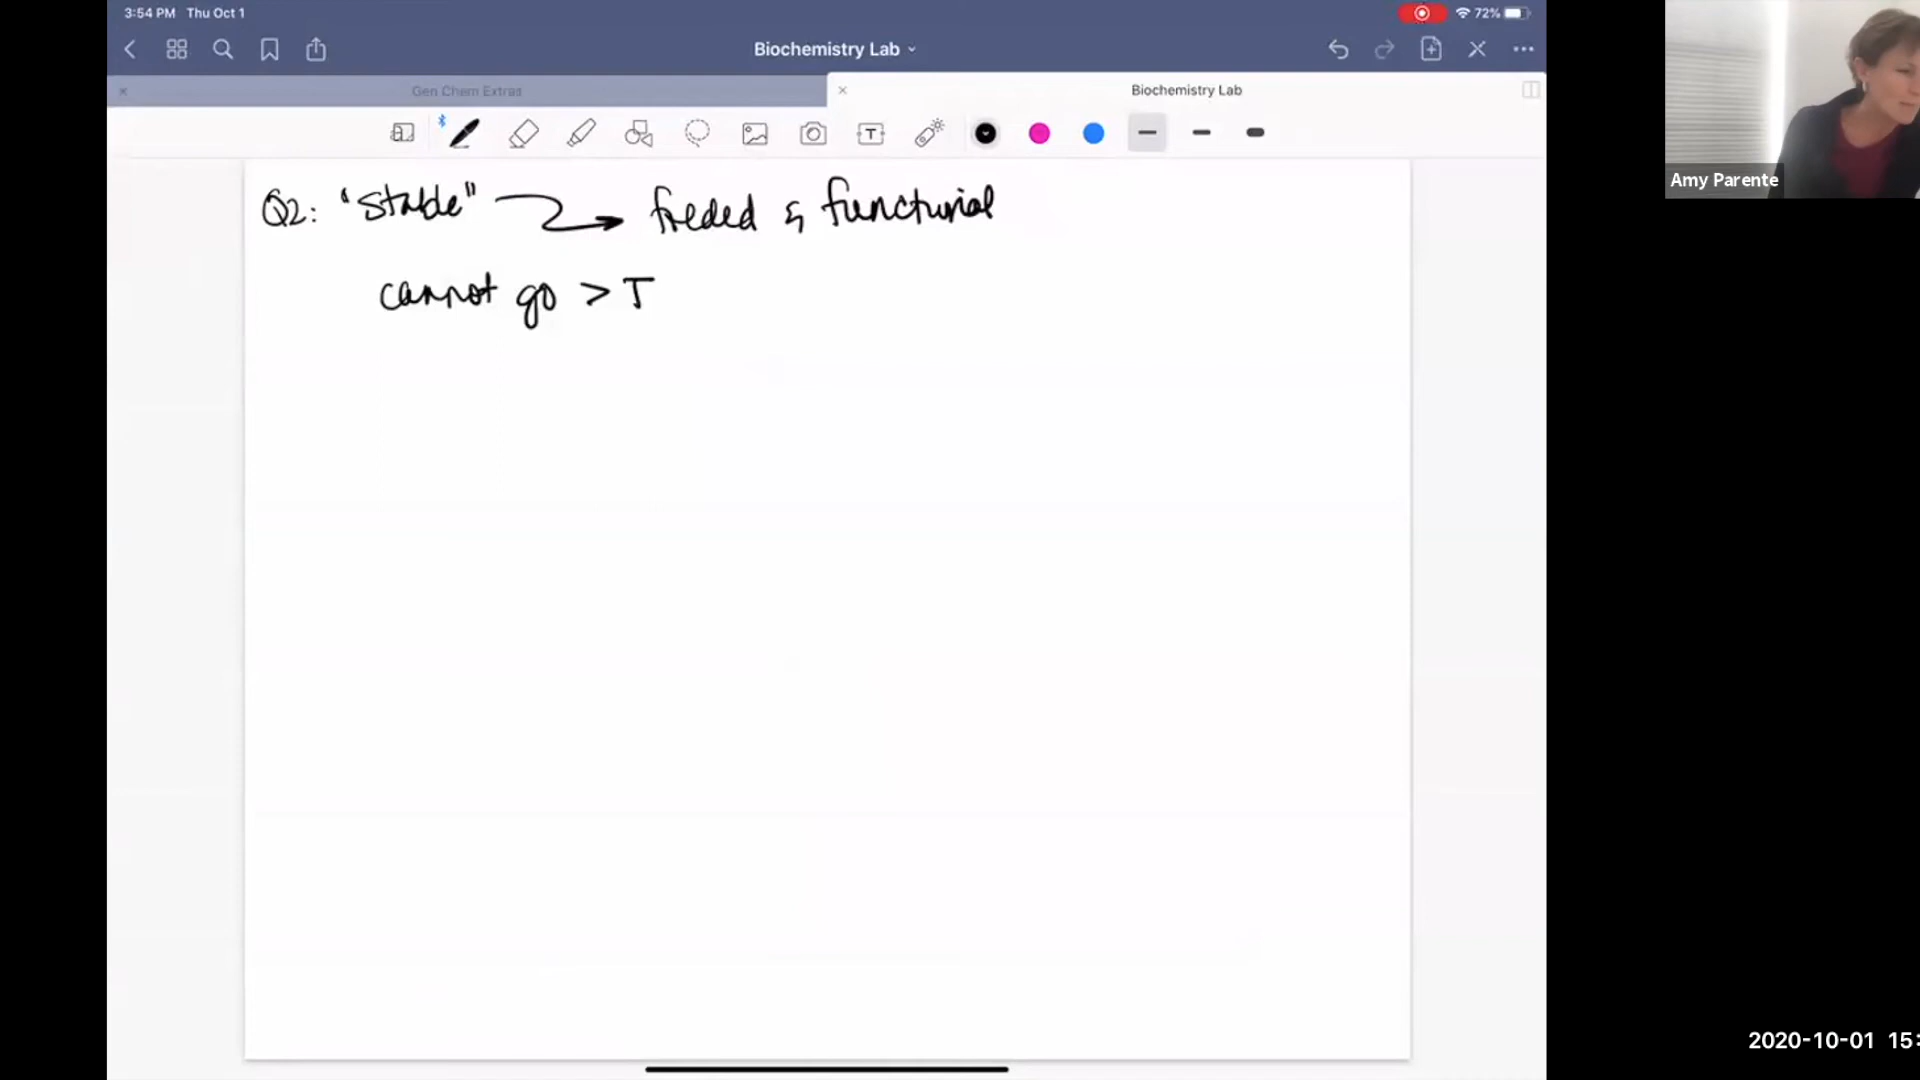 3:54 PM Thu Oct 1
72%
Biochemistry Lab
Gen Chem Extras
Biochemistry Lab
T
Amy Parente
Q2: "Stable" → folded & functional
cannot go > T
2020-10-01 15: